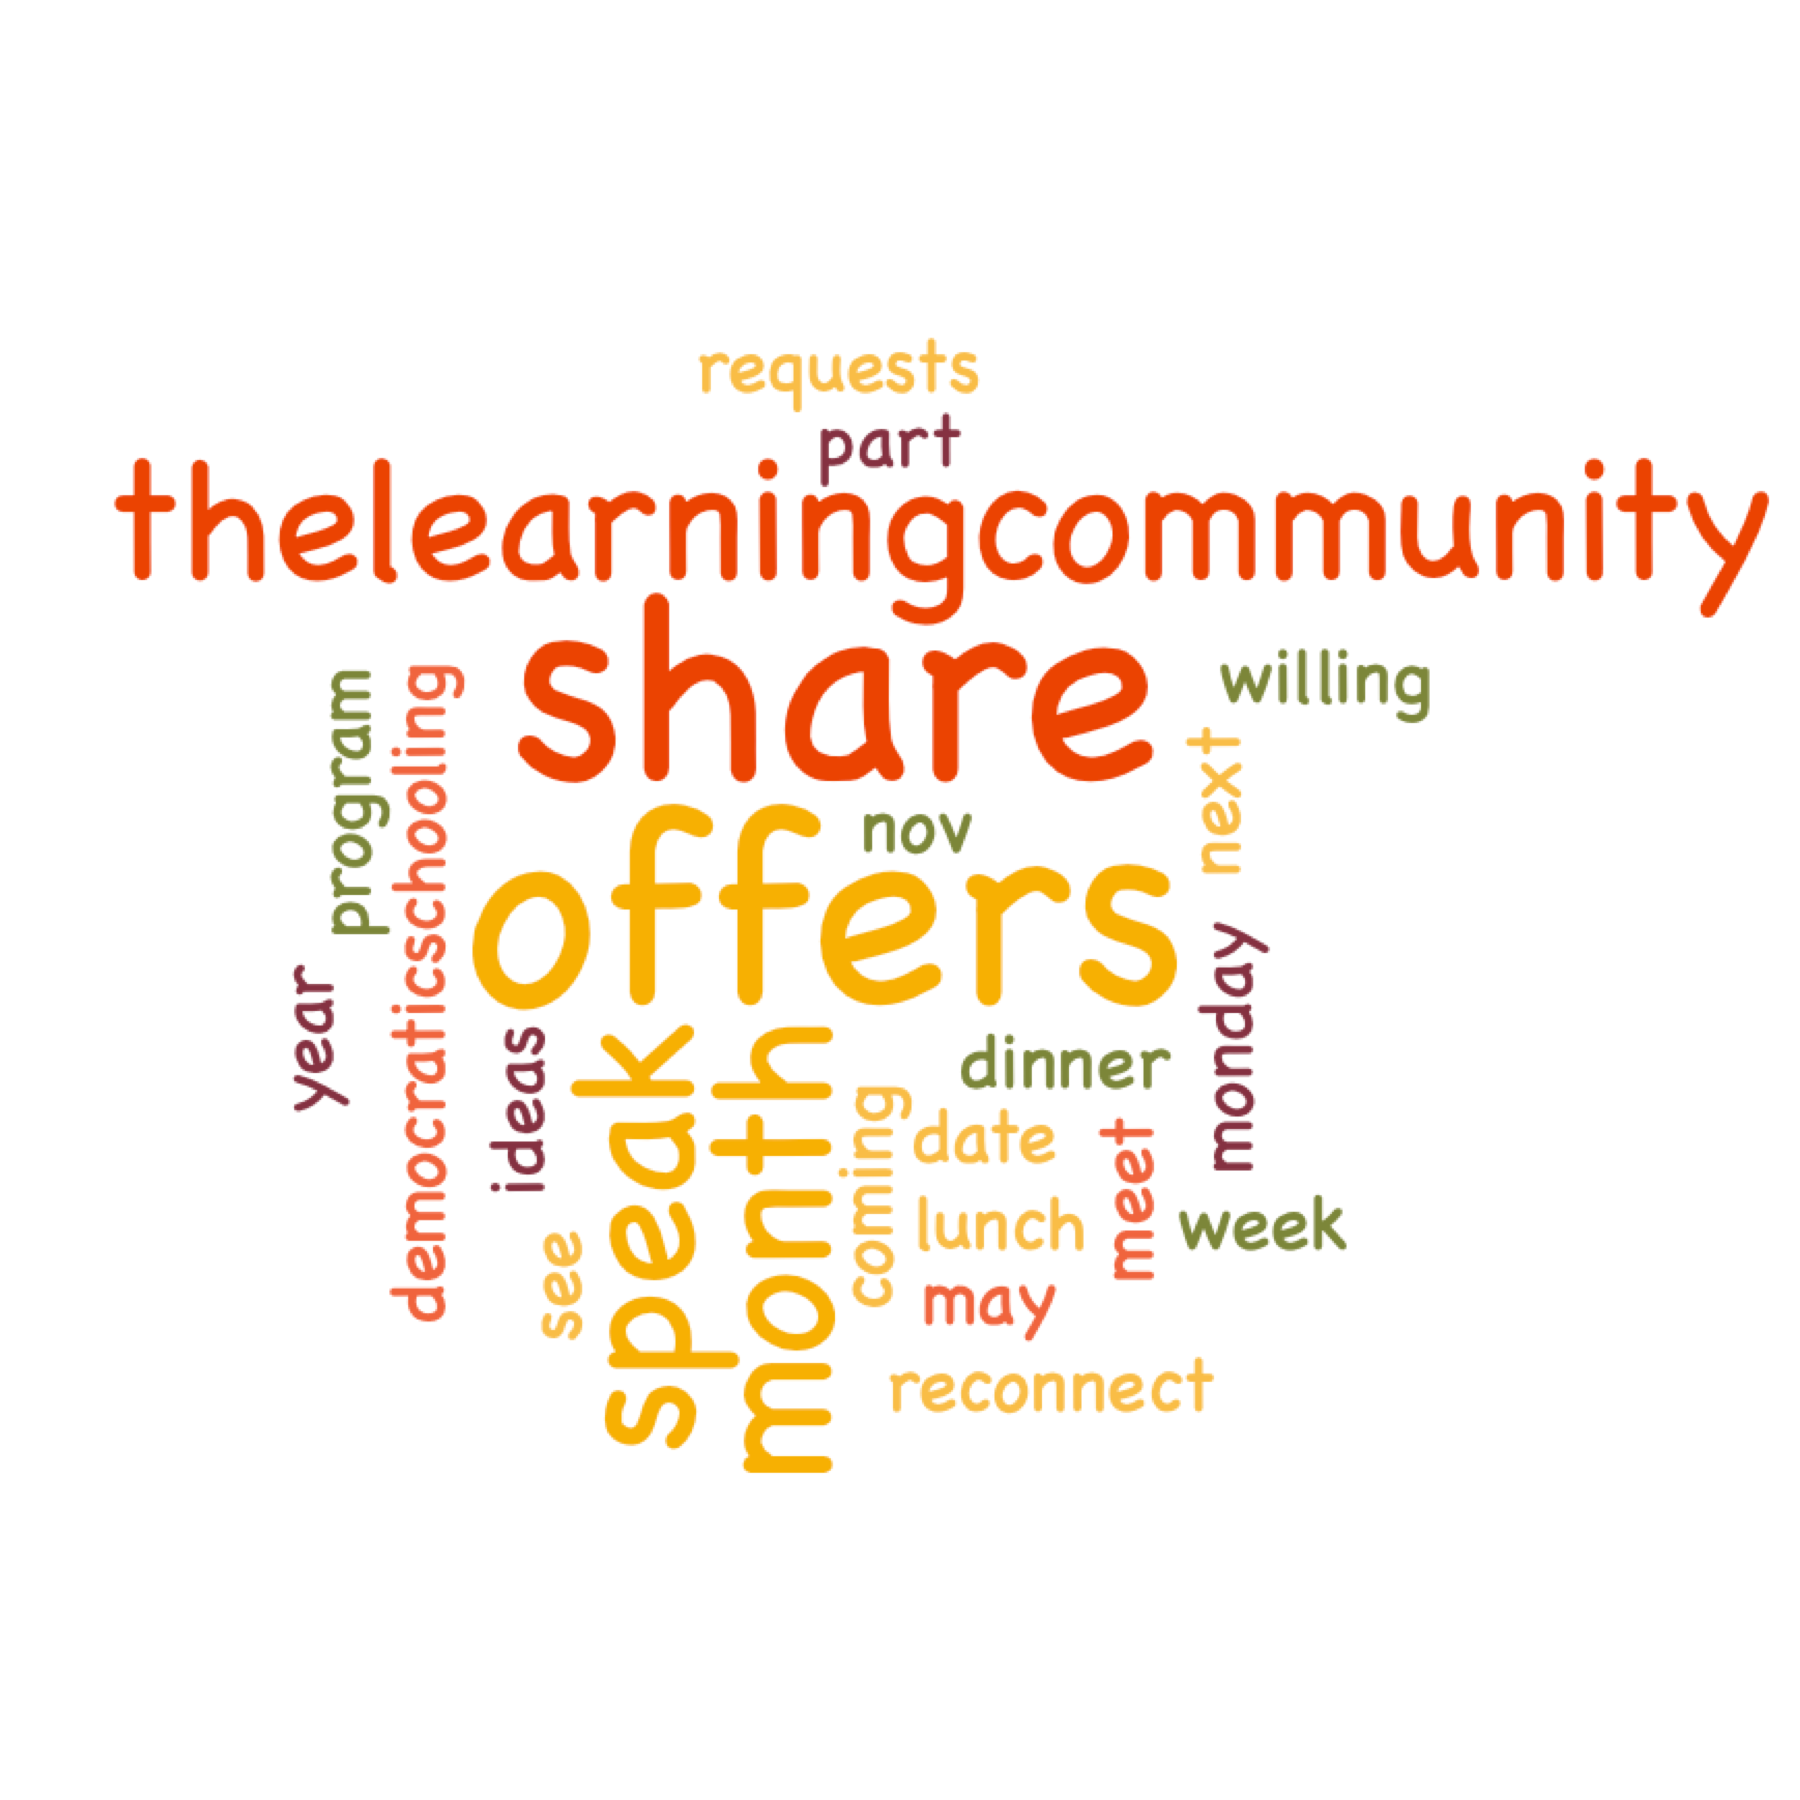 requests
part
thelearningcommunity
share
willing
program
democraticschooling
next
nov
offers
year
ideas
speak
month
monday
dinner
coming
date
meet
see
lunch
week
may
reconnect